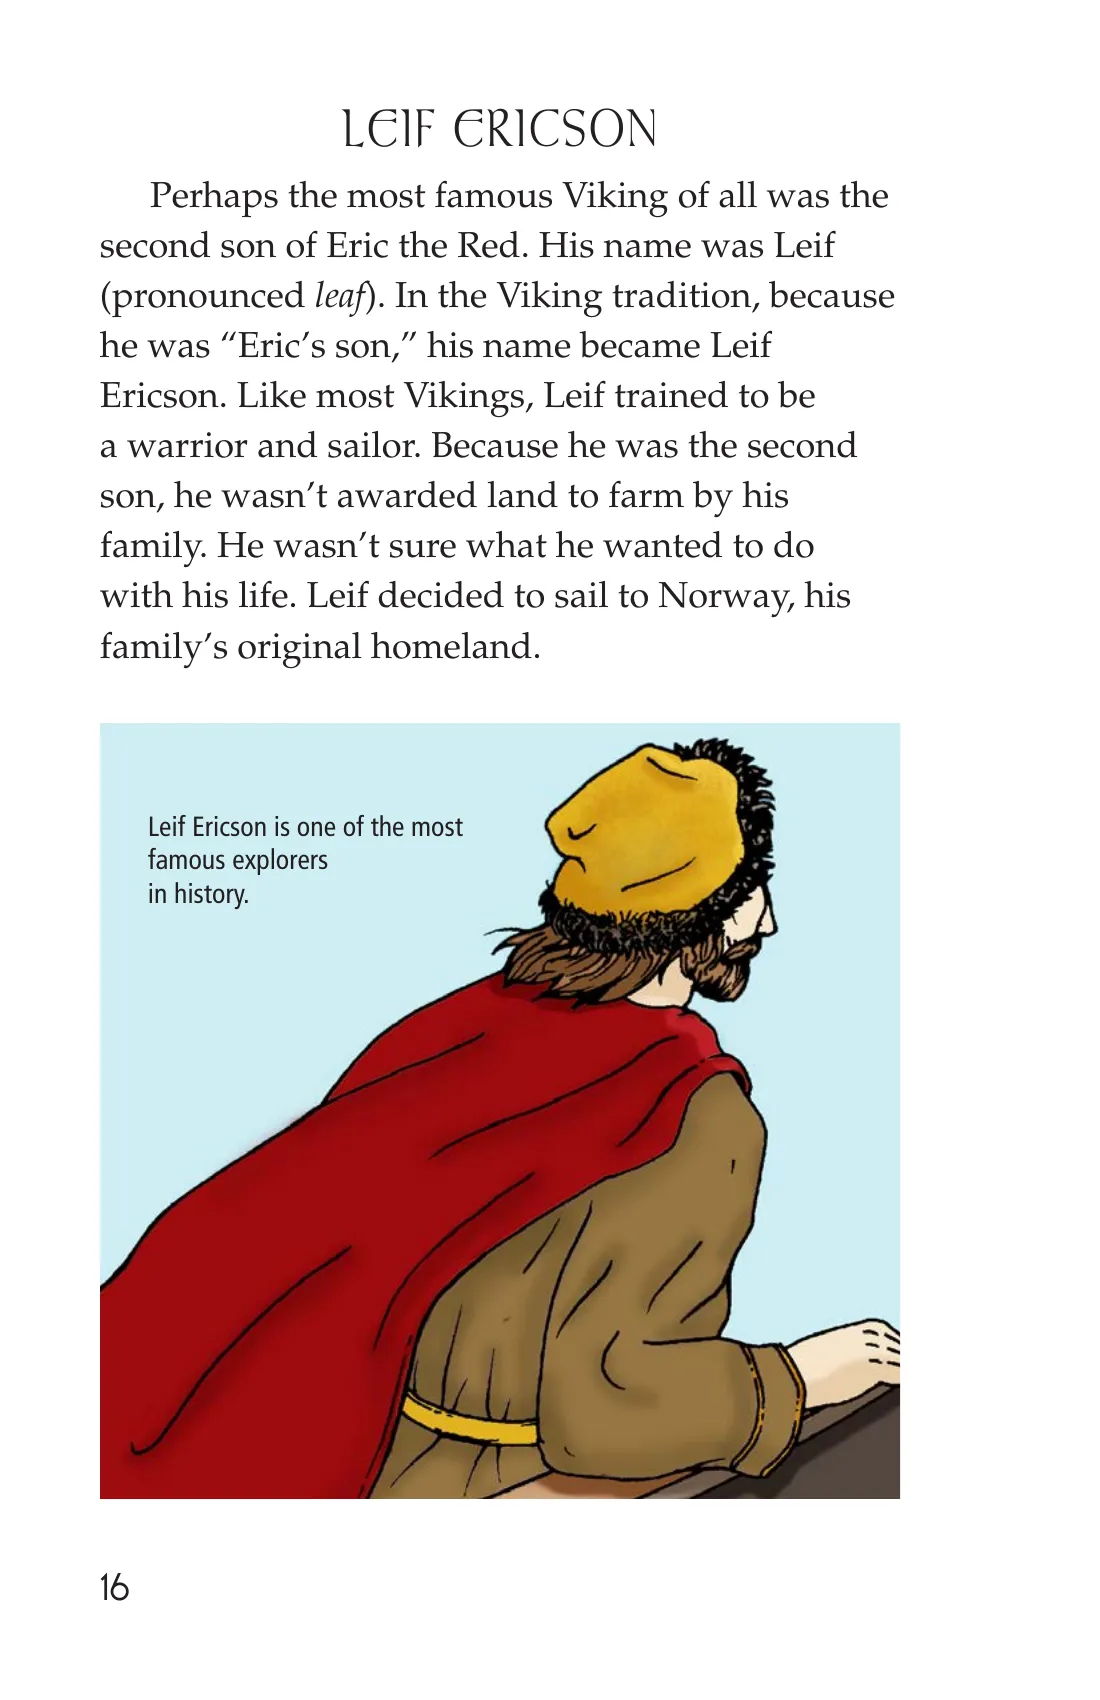 LEIF ERICSON
Perhaps the most famous Viking of all was the
second son of Eric the Red. His name was Leif
(pronounced leaf). In the Viking tradition, because
he was “Eric’s son,” his name became Leif
Ericson. Like most Vikings, Leif trained to be
a warrior and sailor. Because he was the second
son, he wasn’t awarded land to farm by his
family. He wasn’t sure what he wanted to do
with his life. Leif decided to sail to Norway, his
family’s original homeland.
Leif Ericson is one of the most
famous explorers
in history.
16